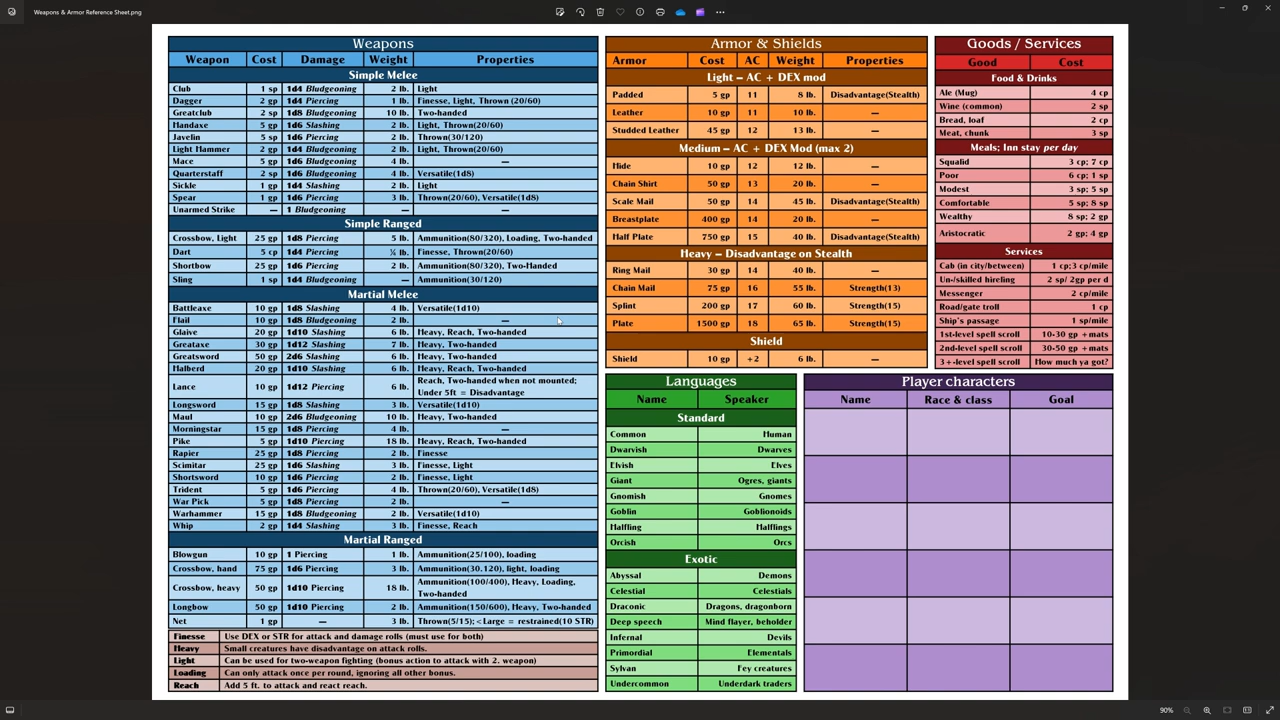 Weapons & Armor Reference Sheet.png
Weapons
Weapon Cost Damage Weight Properties
Simple Melee
Club 1 sp 1d4 Bludgeoning 2 lb. Light
Dagger 2 gp 1d4 Piercing 1 lb. Finesse, Light, Thrown (20/60)
Greatclub 2 sp 1d8 Bludgeoning 10 lb. Two-handed
Handaxe 5 gp 1d6 Slashing 2 lb. Light, Thrown(20/60)
Javelin 5 sp 1d6 Piercing 2 lb. Thrown(30/120)
Light Hammer 2 gp 1d4 Bludgeoning 2 lb. Light, Thrown(20/60)
Mace 5 gp 1d6 Bludgeoning 4 lb. —
Quarterstaff 2 gp 1d6 Bludgeoning 4 lb. Versatile(1d8)
Sickle 1 gp 1d4 Slashing 2 lb. Light
Spear 1 gp 1d6 Piercing 3 lb. Thrown(20/60), Versatile(1d8)
Unarmed Strike — 1 Bludgeoning — —
Simple Ranged
Crossbow, Light 25 gp 1d8 Piercing 5 lb. Ammunition(80/320), Loading, Two-handed
Dart 5 cp 1d4 Piercing ¼ lb. Finesse, Thrown(20/60)
Shortbow 25 gp 1d6 Piercing 2 lb. Ammunition(80/320), Two-Handed
Sling 1 sp 1d4 Bludgeoning — Ammunition(30/120)
Martial Melee
Battleaxe 10 gp 1d8 Slashing 4 lb. Versatile(1d10)
Flail 10 gp 1d8 Bludgeoning 2 lb. —
Glaive 20 gp 1d10 Slashing 6 lb. Heavy, Reach, Two-handed
Greataxe 30 gp 1d12 Slashing 7 lb. Heavy, Two-handed
Greatsword 50 gp 2d6 Slashing 6 lb. Heavy, Two-handed
Halberd 20 gp 1d10 Slashing 6 lb. Heavy, Reach, Two-handed
Lance 10 gp 1d12 Piercing 6 lb. Reach, Two-handed when not mounted;
Under 5ft = Disadvantage
Longsword 15 gp 1d8 Slashing 3 lb. Versatile(1d10)
Maul 10 gp 2d6 Bludgeoning 10 lb. Heavy, Two-handed
Morningstar 15 gp 1d8 Piercing 4 lb. —
Pike 5 gp 1d10 Piercing 18 lb. Heavy, Reach, Two-handed
Rapier 25 gp 1d8 Piercing 2 lb. Finesse
Scimitar 25 gp 1d6 Slashing 3 lb. Finesse, Light
Shortsword 10 gp 1d6 Piercing 2 lb. Finesse, Light
Trident 5 gp 1d6 Piercing 4 lb. Thrown(20/60), Versatile(1d8)
War Pick 5 gp 1d8 Piercing 2 lb. —
Warhammer 15 gp 1d8 Bludgeoning 2 lb. Versatile(1d10)
Whip 2 gp 1d4 Slashing 3 lb. Finesse, Reach
Martial Ranged
Blowgun 10 gp 1 Piercing 1 lb. Ammunition(25/100), loading
Crossbow, hand 75 gp 1d6 Piercing 3 lb. Ammunition(30.120), light, loading
Crossbow, heavy 50 gp 1d10 Piercing 18 lb. Ammunition(100/400), Heavy, Loading,
Two-handed
Longbow 50 gp 1d10 Piercing 2 lb. Ammunition(150/600), Heavy, Two-handed
Net 1 gp — 3 lb. Thrown(5/15); <Large = restrained(10 STR)
Finesse Use DEX or STR for attack and damage rolls (must use for both)
Heavy Small creatures have disadvantage on attack rolls.
Light Can be used for two-weapon fighting (bonus action to attack with 2. weapon)
Loading Can only attack once per round, ignoring all other bonus.
Reach Add 5 ft. to attack and react reach.
Armor & Shields
Armor Cost AC Weight Properties
Light – AC + DEX mod
Padded 5 gp 11 8 lb. Disadvantage(Stealth)
Leather 10 gp 11 10 lb. —
Studded Leather 45 gp 12 13 lb. —
Medium – AC + DEX Mod (max 2)
Hide 10 gp 12 12 lb. —
Chain Shirt 50 gp 13 20 lb. —
Scale Mail 50 gp 14 45 lb. Disadvantage(Stealth)
Breastplate 400 gp 14 20 lb. —
Half Plate 750 gp 15 40 lb. Disadvantage(Stealth)
Heavy – Disadvantage on Stealth
Ring Mail 30 gp 14 40 lb. —
Chain Mail 75 gp 16 55 lb. Strength(13)
Splint 200 gp 17 60 lb. Strength(15)
Plate 1500 gp 18 65 lb. Strength(15)
Shield
Shield 10 gp +2 6 lb. —
Goods / Services
Good Cost
Food & Drinks
Ale (Mug) 4 cp
Wine (common) 2 sp
Bread, loaf 2 cp
Meat, chunk 3 sp
Meals; Inn stay per day
Squalid 3 cp; 7 cp
Poor 6 cp; 1 sp
Modest 3 sp; 5 sp
Comfortable 5 sp; 8 sp
Wealthy 8 sp; 2 gp
Aristocratic 2 gp; 4 gp
Services
Cab (in city/between) 1 cp;3 cp/mile
Un-/skilled hireling 2 sp/ 2gp per d
Messenger 2 cp/mile
Road/gate troll 1 cp
Ship's passage 1 sp/mile
1st-level spell scroll 10-30 gp +mats
2nd-level spell scroll 30-50 gp +mats
3+-level spell scroll How much ya got?
Languages
Name Speaker
Standard
Common Human
Dwarvish Dwarves
Elvish Elves
Giant Ogres, giants
Gnomish Gnomes
Goblin Goblionoids
Halfling Halflings
Orcish Orcs
Exotic
Abyssal Demons
Celestial Celestials
Draconic Dragons, dragonborn
Deep speech Mind flayer, beholder
Infernal Devils
Primordial Elementals
Sylvan Fey creatures
Undercommon Underdark traders
Player characters
Name Race & class Goal
90%